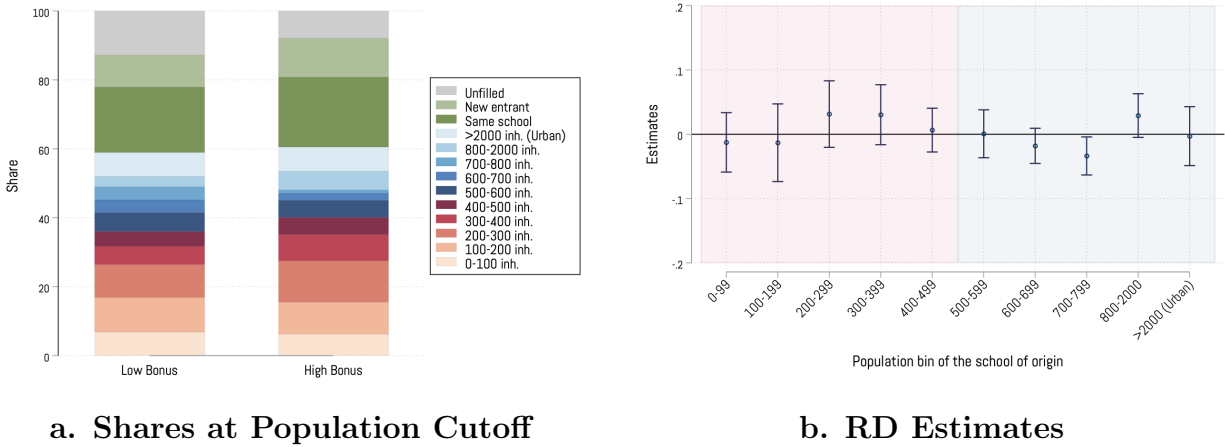 100
80
60
40
20
0
Share
Low Bonus
High Bonus
Unfilled
New entrant
Same school
>2000 inh. (Urban)
800-2000 inh.
700-800 inh.
600-700 inh.
500-600 inh.
400-500 inh.
300-400 inh.
200-300 inh.
100-200 inh.
0-100 inh.
a. Shares at Population Cutoff
.2
.1
0
-.1
-.2
Estimates
0-99
100-199
200-299
300-399
400-499
500-599
600-699
700-799
800-2000
>2000 (Urban)
Population bin of the school of origin
b. RD Estimates